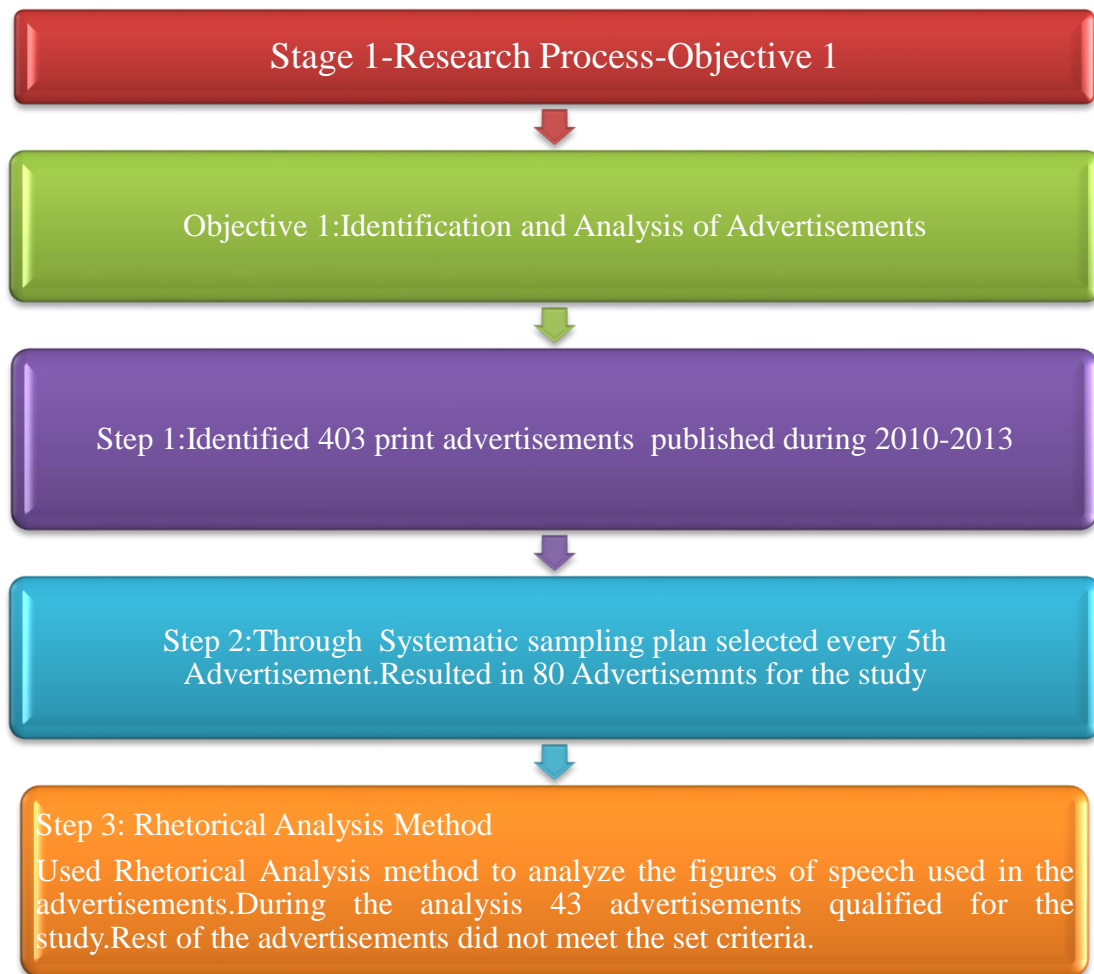 Stage 1-Research Process-Objective 1
Objective 1:Identification and Analysis of Advertisements
Step 1:Identified 403 print advertisements published during 2010-2013
Step 2:Through Systematic sampling plan selected every 5th
Advertisement.Resulted in 80 Advertisemnts for the study
Step 3: Rhetorical Analysis Method
Used Rhetorical Analysis method to analyze the figures of speech used in the
advertisements.During the analysis 43 advertisements qualified for the
study.Rest of the advertisements did not meet the set criteria.